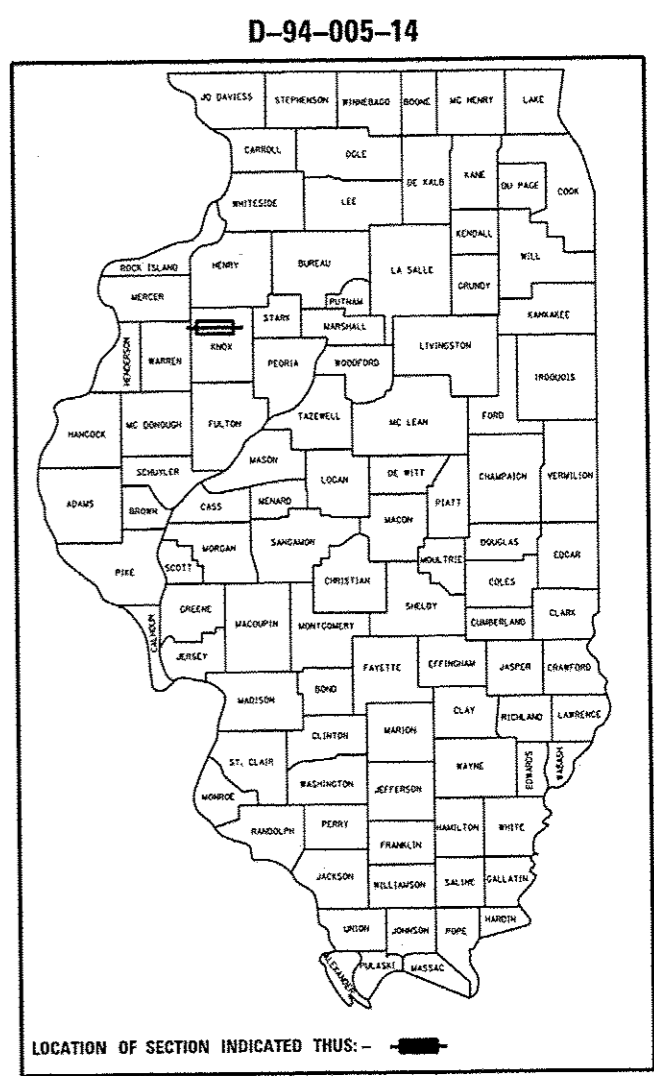 D-94-005-14
JO DAVIESS STEPHENSON WINNEBAGO BOONE MC HENRY LAKE
CARROLL OGLE DE KALB KANE DU PAGE COOK
WHITESIDE LEE
KENDALL WILL
ROCK ISLAND HENRY BUREAU LA SALLE GRUNDY
MERCER PUTNAM KANKAKEE
STARK MARSHALL
HENDERSON WARREN KNOX PEORIA WOODFORD LIVINGSTON IROQUOIS
HANCOCK MC DONOUGH FULTON TAZEWELL MC LEAN FORD
SCHUYLER MASON LOGAN DE WITT CHAMPAIGN VERMILION
ADAMS BROWN CASS MENARD MACON PIATT
PIKE SCOTT MORGAN SANGAMON CHRISTIAN MOULTRIE DOUGLAS EDGAR
COLES
CALHOUN GREENE MACOUPIN MONTGOMERY SHELBY CUMBERLAND CLARK
JERSEY FAYETTE EFFINGHAM JASPER CRAWFORD
MADISON BOND CLAY RICHLAND LAWRENCE
CLINTON MARION
ST. CLAIR WAYNE EDWARDS WABASH
MONROE WASHINGTON JEFFERSON
RANDOLPH PERRY HAMILTON WHITE
FRANKLIN
JACKSON WILLIAMSON SALINE GALLATIN
UNION JOHNSON POPE HARDIN
ALEXANDER PULASKI MASSAC
LOCATION OF SECTION INDICATED THUS: -